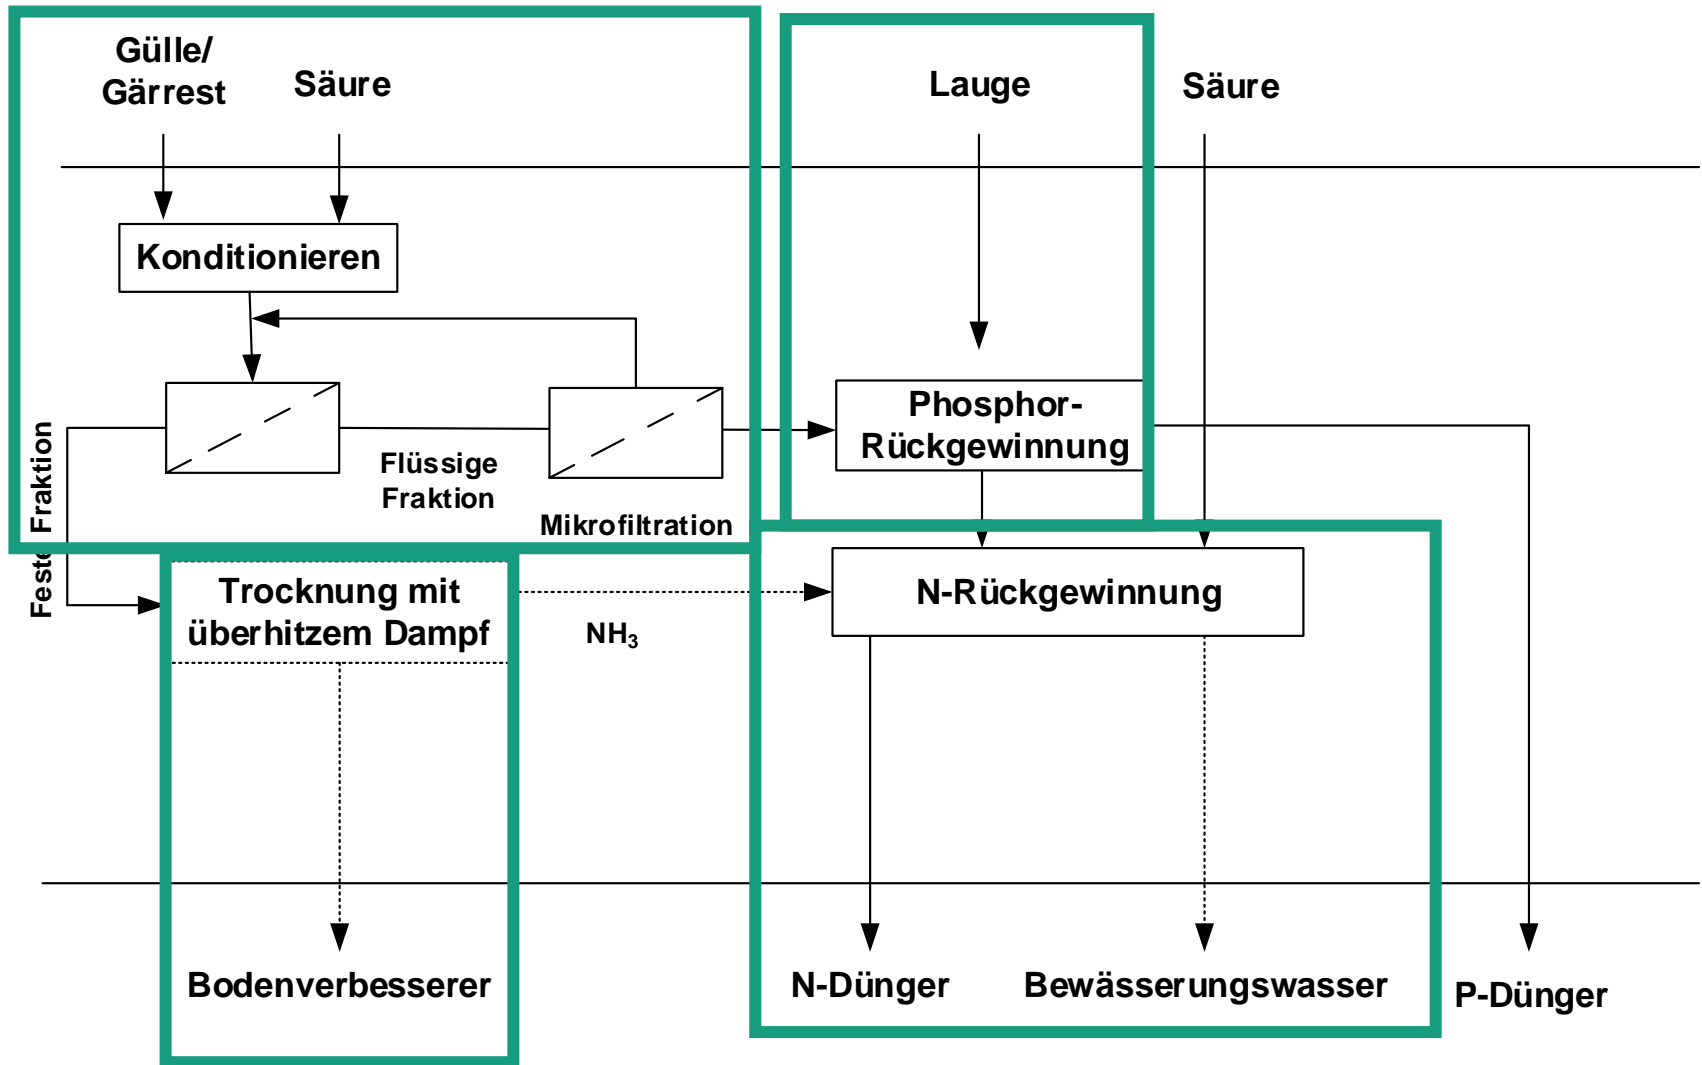 Gülle/
Gärrest
Säure
Lauge
Säure
Konditionieren
Phosphor-
Rückgewinnung
Flüssige
Fraktion
Feste Fraktion
Mikrofiltration
Trocknung mit
überhitzem Dampf
NH₃
N-Rückgewinnung
Bodenverbesserer
N-Dünger
Bewässerungswasser
P-Dünger